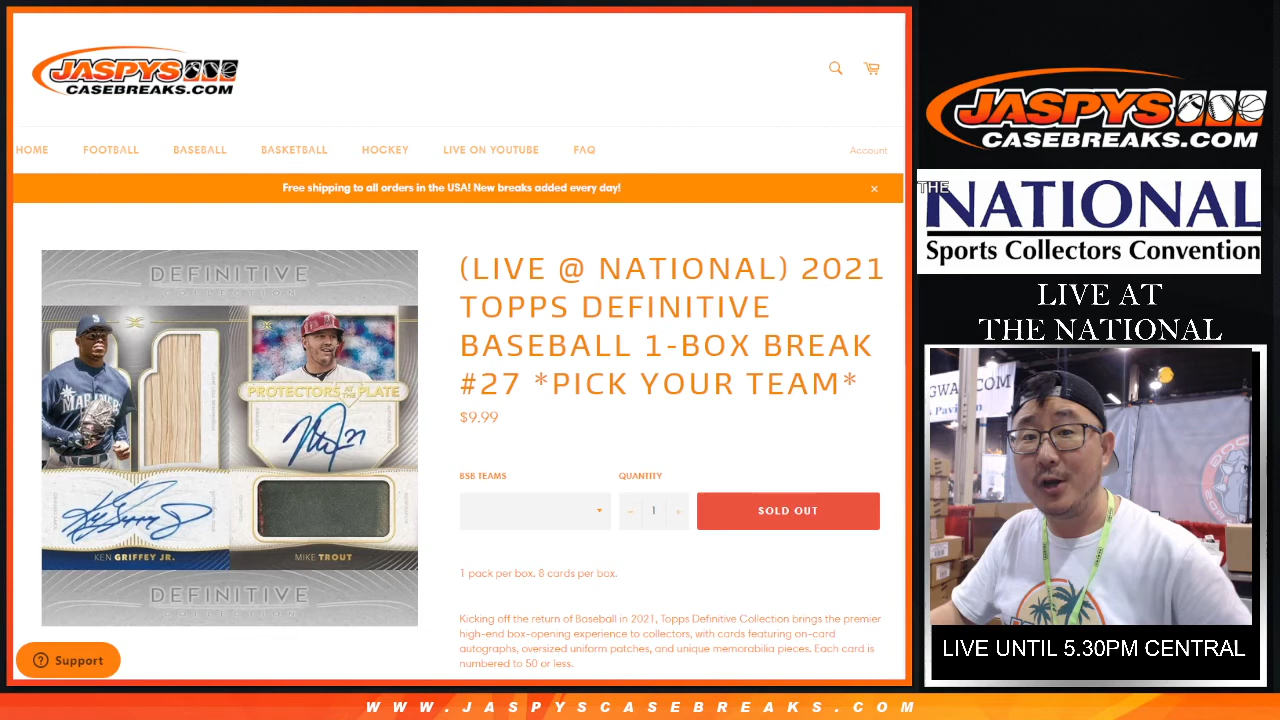 JASPYS
CASEBREAKS.COM
HOME FOOTBALL BASEBALL BASKETBALL HOCKEY LIVE ON YOUTUBE FAQ Account
Free shipping to all orders in the USA! New breaks added every day! ×
DEFINITIVE
COLLECTION
PROTECTORS OF THE PLATE
MARINERS
KEN GRIFFEY JR.
MIKE TROUT
DEFINITIVE
COLLECTION
(LIVE @ NATIONAL) 2021
TOPPS DEFINITIVE
BASEBALL 1-BOX BREAK
#27 *PICK YOUR TEAM*
$9.99
BSB TEAMS QUANTITY
− 1 + SOLD OUT
1 pack per box. 8 cards per box.
Kicking off the return of Baseball in 2021, Topps Definitive Collection brings the premier
high-end box-opening experience to collectors, with cards featuring on-card
autographs, oversized uniform patches, and unique memorabilia pieces. Each card is
numbered to 50 or less.
Support
JASPYS
CASEBREAKS.COM
THE
NATIONAL
Sports Collectors Convention
LIVE AT
THE NATIONAL
LIVE UNTIL 5.30PM CENTRAL
WWW.JASPYSCASEBREAKS.COM